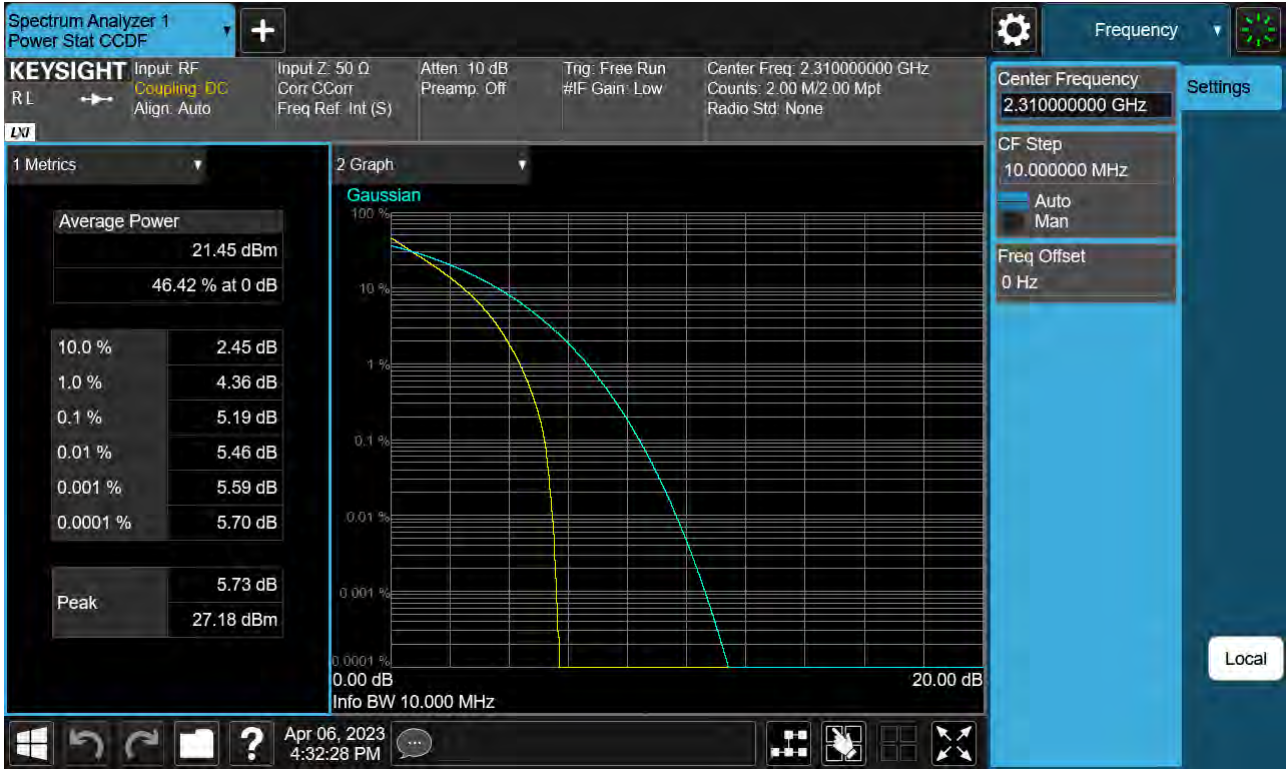 Spectrum Analyzer 1
Power Stat CCDF
Frequency
KEYSIGHT
R L
LXI
Input: RF
Coupling: DC
Align: Auto
Input Z: 50 Ω
Corr CCorr
Freq Ref: Int (S)
Atten: 10 dB
Preamp: Off
Trig: Free Run
#IF Gain: Low
Center Freq: 2.310000000 GHz
Counts: 2.00 M/2.00 Mpt
Radio Std: None
Center Frequency
2.310000000 GHz
Settings
CF Step
10.000000 MHz
Auto
Man
Freq Offset
0 Hz
1 Metrics
Average Power
21.45 dBm
46.42 % at 0 dB
10.0 % 2.45 dB
1.0 % 4.36 dB
0.1 % 5.19 dB
0.01 % 5.46 dB
0.001 % 5.59 dB
0.0001 % 5.70 dB
Peak
5.73 dB
27.18 dBm
2 Graph
Gaussian
100 %
10 %
1 %
0.1 %
0.01 %
0.001 %
0.0001 %
0.00 dB 20.00 dB
Info BW 10.000 MHz
Local
?
Apr 06, 2023
4:32:28 PM